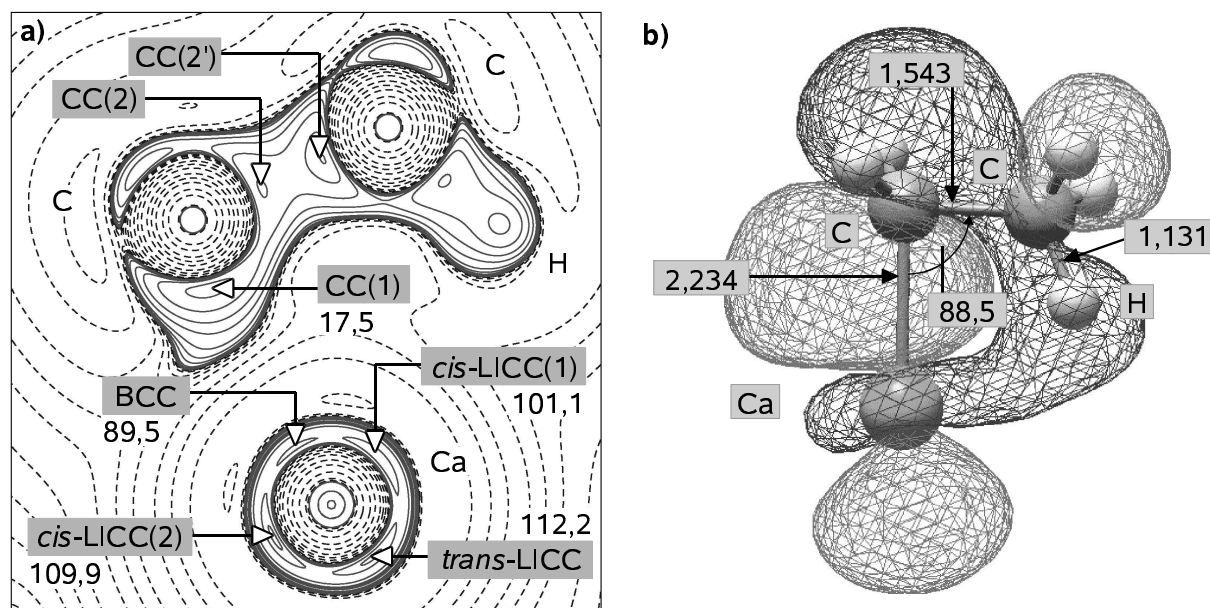 a)
CC(2')
CC(2)
C
C
H
CC(1)
17,5
cis-LICC(1)
101,1
BCC
89,5
Ca
cis-LICC(2)
109,9
112,2
trans-LICC
b)
1,543
C
C
1,131
2,234
88,5
H
Ca